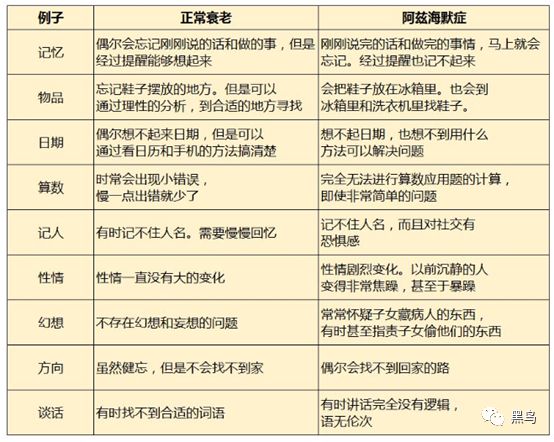 例子 正常衰老 阿兹海默症
记忆 偶尔会忘记刚刚说的话和做的事，但是 刚刚说完的话和做完的事情，马上就会
经过提醒能够想起来 忘记。经过提醒也记不起来
物品 忘记鞋子摆放的地方。但是可以 会把鞋子放在冰箱里。也会到
通过理性的分析，到合适的地方寻找 冰箱和洗衣机里找鞋子。
日期 偶尔想不起来日期，但是可以 想不起日期，也想不到用什么
通过看日历和手机的方法搞清楚 方法可以解决问题
算数 时常会出现小错误， 完全无法进行算数应用题的计算，
慢一点出错就少了 即使非常简单的问题
记人 有时记不住人名。需要慢慢回忆 记不住人名，而且对社交有
恐惧感
性情 性情一直没有大的变化 性情剧烈变化。以前沉静的人
变得非常焦躁，甚至于暴躁
幻想 不存在幻想和妄想的问题 常常怀疑子女藏病人的东西，
有时甚至指责子女偷他们的东西
方向 虽然健忘，但是不会找不到家 偶尔会找不到回家的路
谈话 有时找不到合适的词语 有时讲话完全没有逻辑，
语无伦次
黑鸟